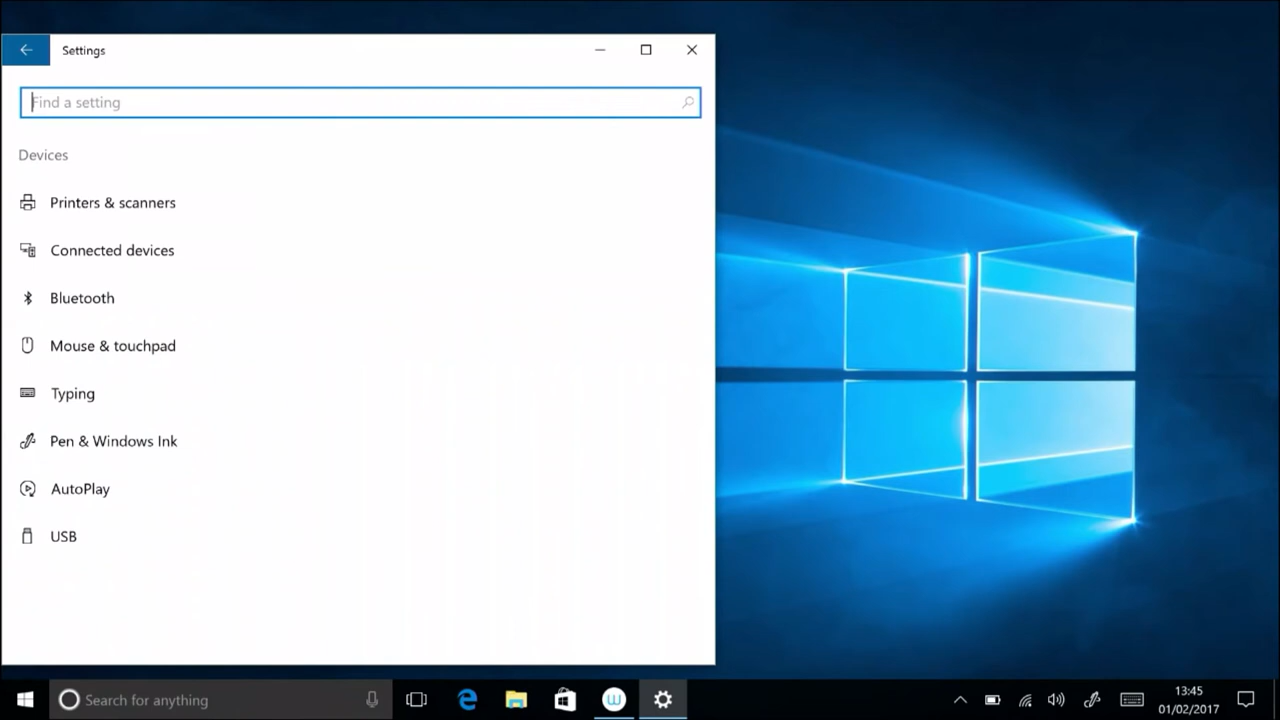 Settings
Find a setting
Devices
Printers & scanners
Connected devices
Bluetooth
Mouse & touchpad
Typing
Pen & Windows Ink
AutoPlay
USB
Search for anything
13:45
01/02/2017